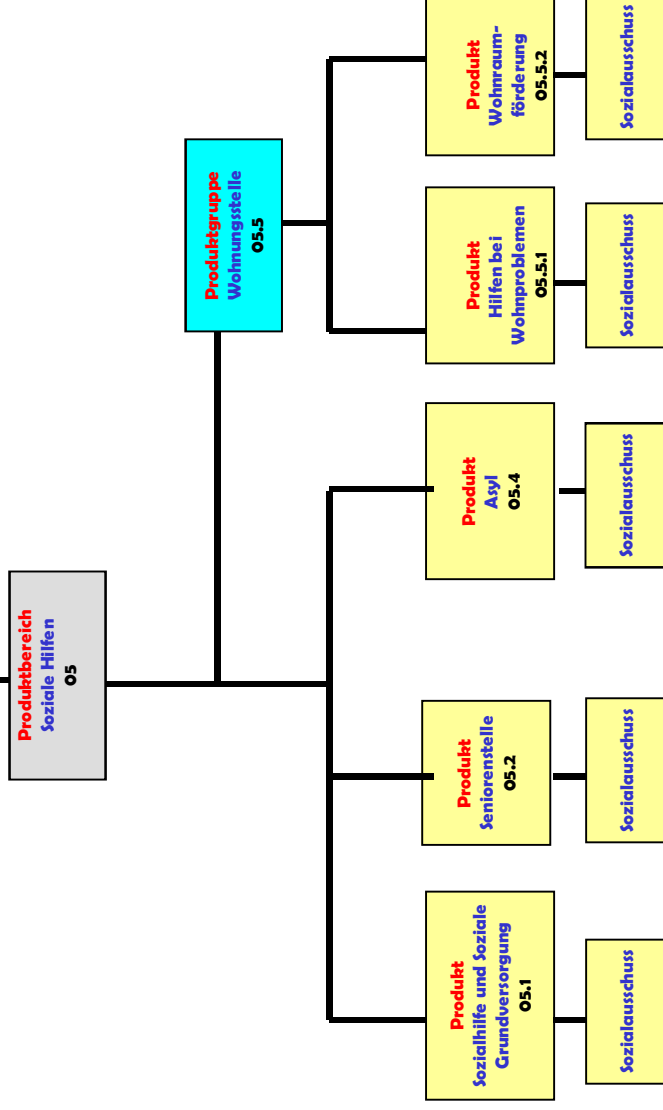 Produktbereich
Soziale Hilfen
05
Produktgruppe
Wohnungsstelle
05.5
Produkt
Sozialhilfe und Soziale
Grundversorgung
05.1
Produkt
Seniorenstelle
05.2
Produkt
Asyl
05.4
Produkt
Hilfen bei
Wohnproblemen
05.5.1
Produkt
Wohnraum-
förderung
05.5.2
Sozialausschuss
Sozialausschuss
Sozialausschuss
Sozialausschuss
Sozialausschuss